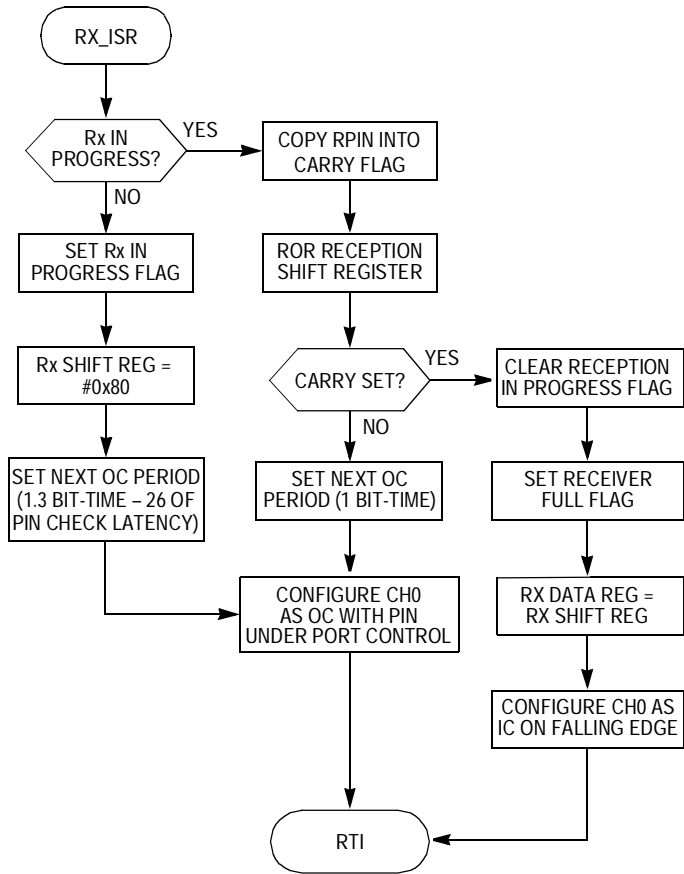 RX_ISR
Rx IN
PROGRESS?
YES
NO
COPY RPIN INTO
CARRY FLAG
SET Rx IN
PROGRESS FLAG
ROR RECEPTION
SHIFT REGISTER
Rx SHIFT REG =
#0x80
CARRY SET?
YES
NO
CLEAR RECEPTION
IN PROGRESS FLAG
SET NEXT OC PERIOD
(1.3 BIT-TIME – 26 OF
PIN CHECK LATENCY)
SET NEXT OC
PERIOD (1 BIT-TIME)
SET RECEIVER
FULL FLAG
CONFIGURE CH0
AS OC WITH PIN
UNDER PORT CONTROL
RX DATA REG =
RX SHIFT REG
CONFIGURE CH0 AS
IC ON FALLING EDGE
RTI